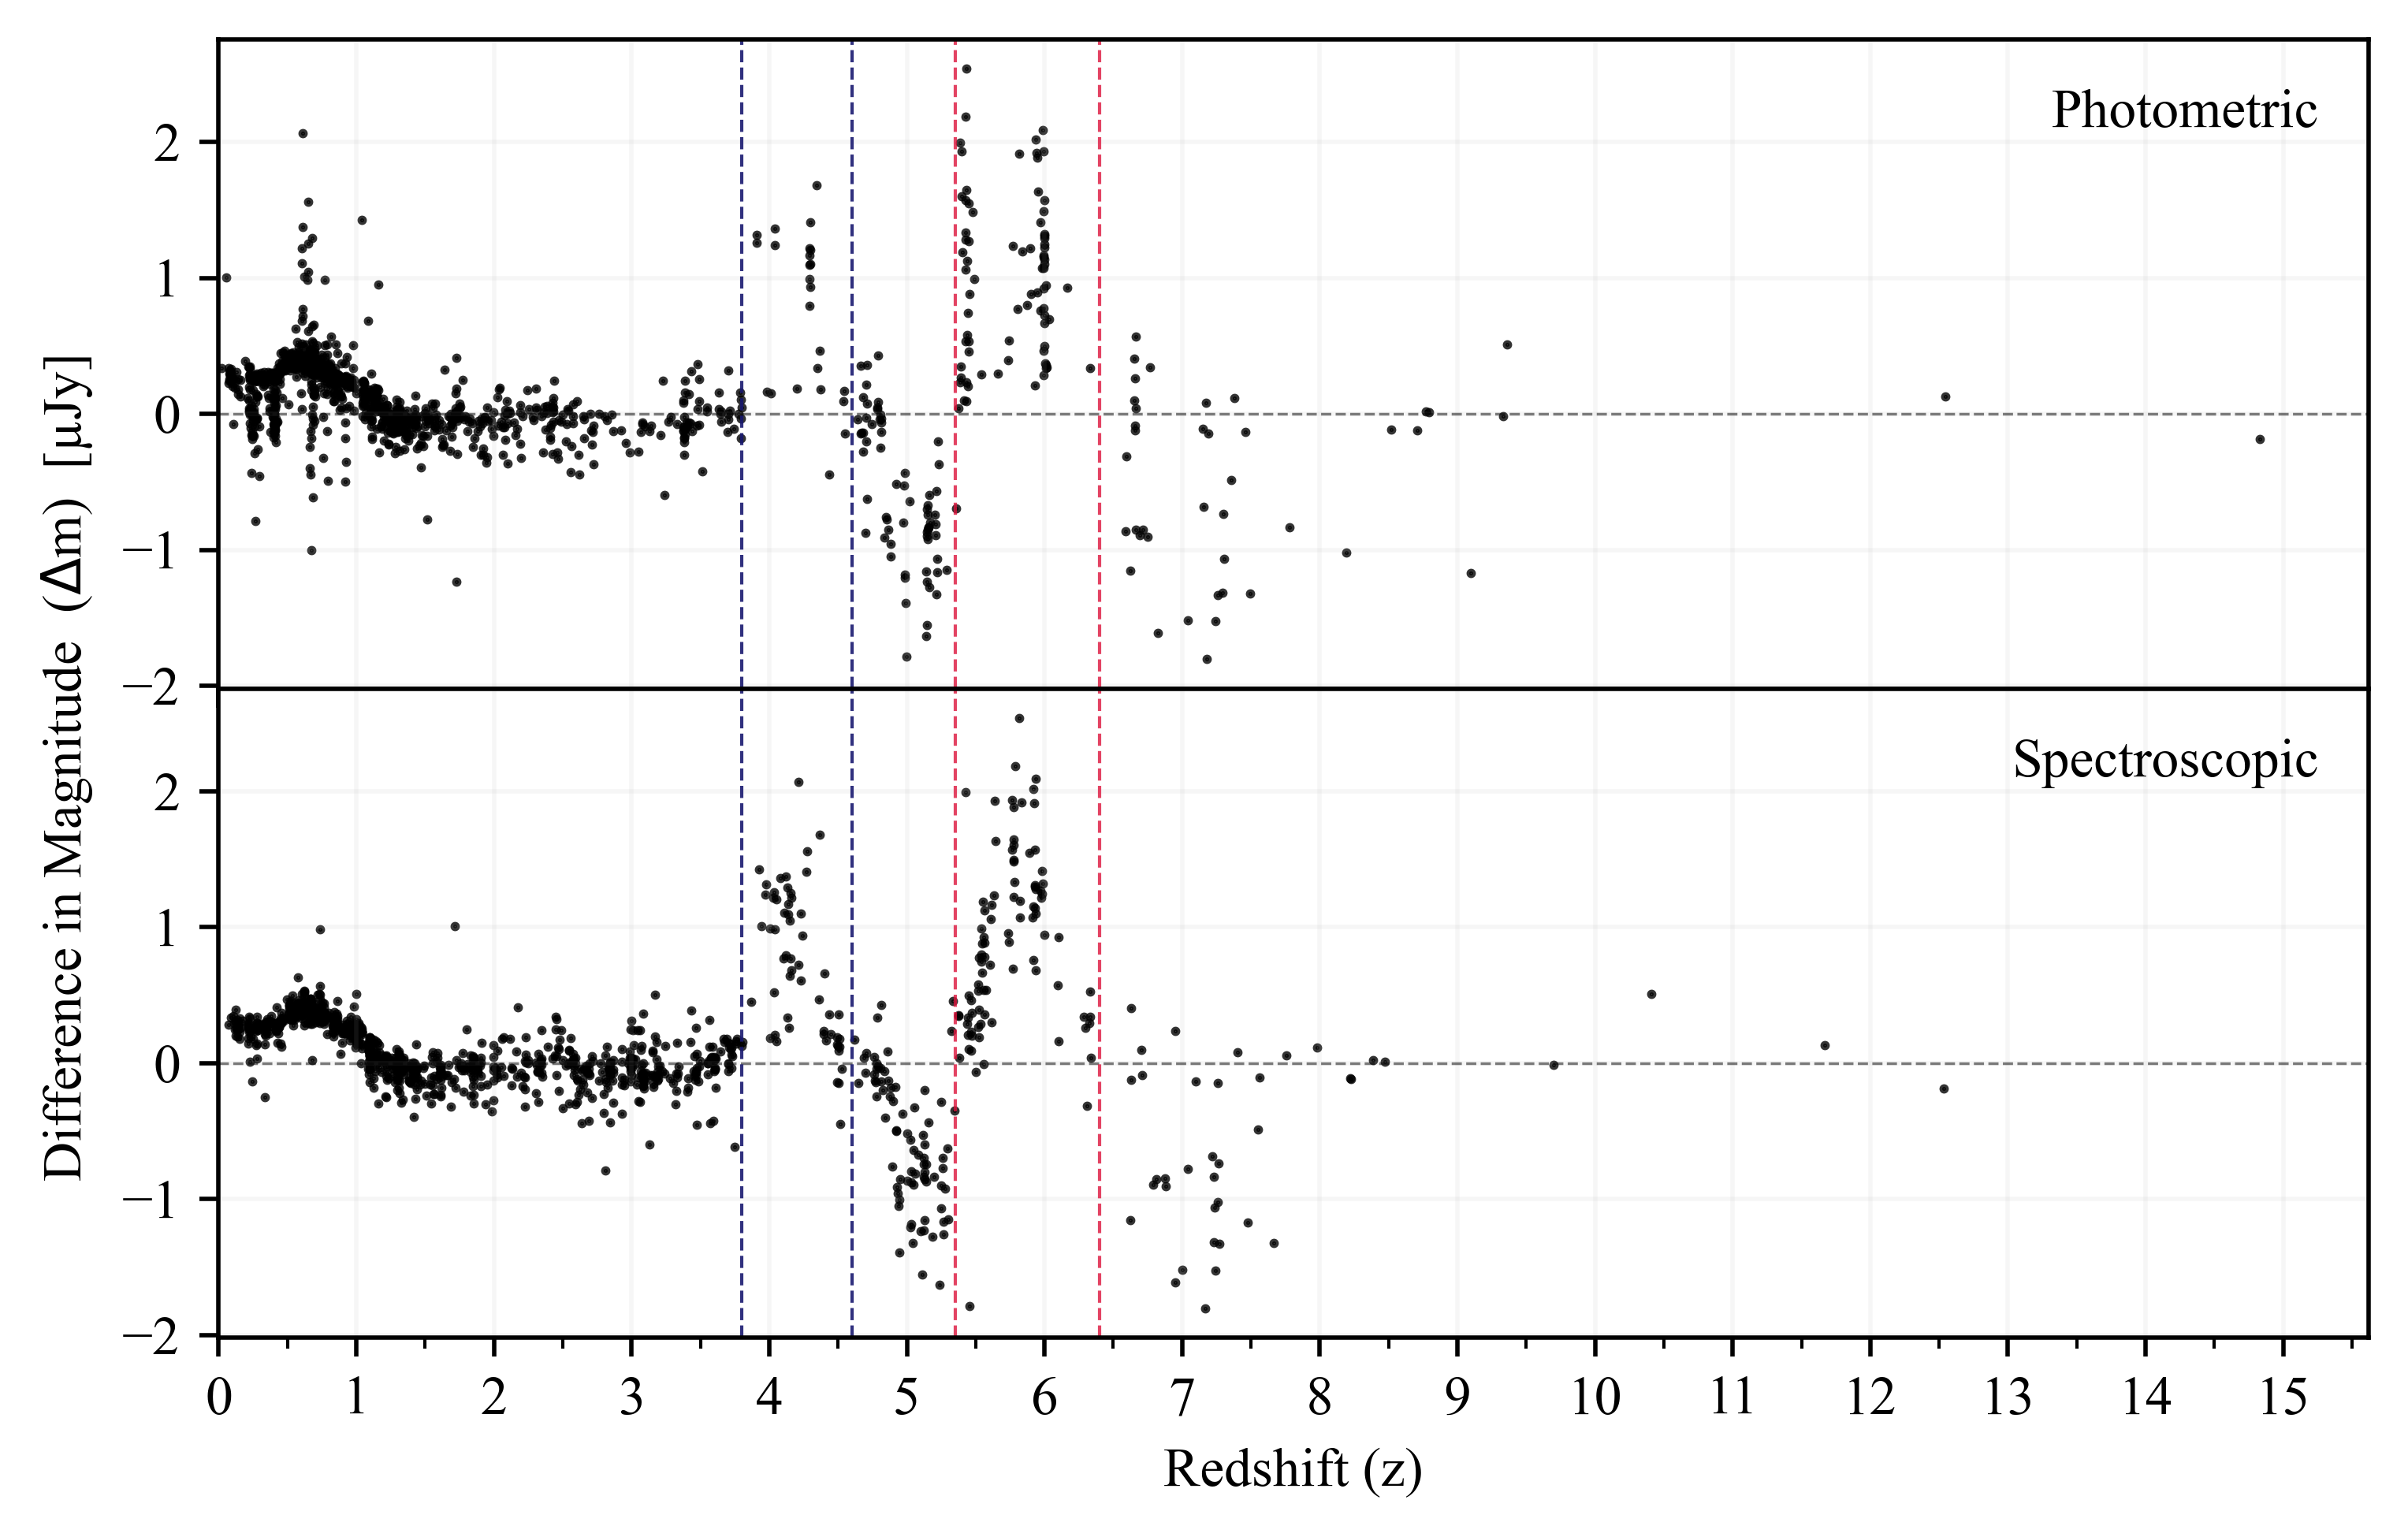 Difference in Magnitude (Δm) [μJy]
Photometric
2
1
0
−1
−2
Spectroscopic
2
1
0
−1
−2
0 1 2 3 4 5 6 7 8 9 10 11 12 13 14 15
Redshift (z)